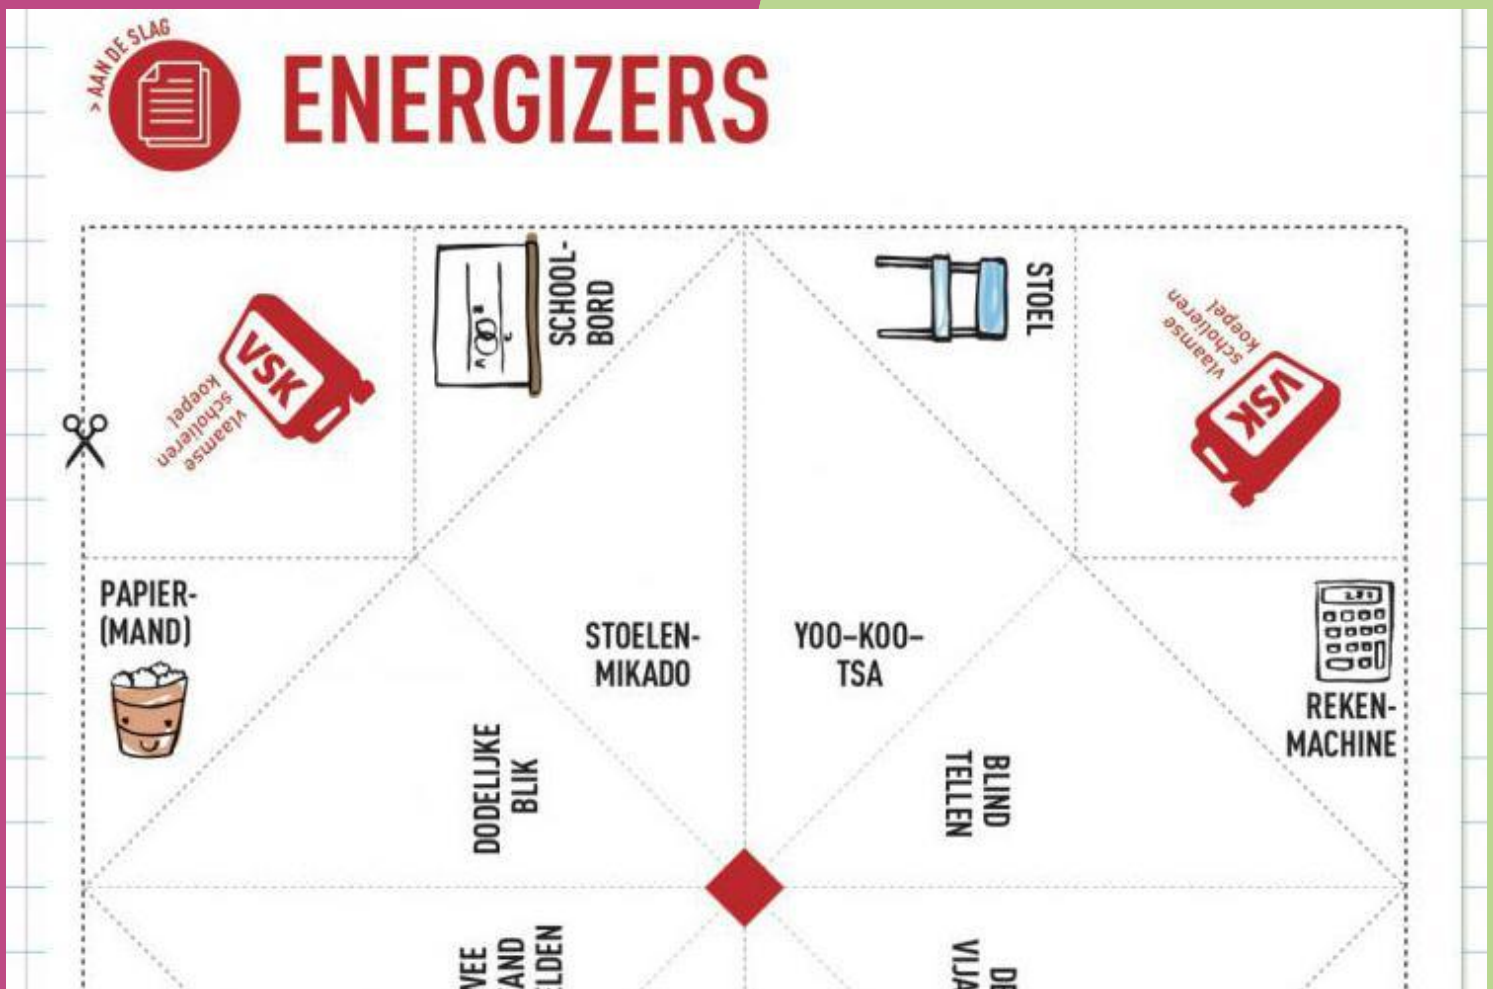 > AAN DE SLAG
ENERGIZERS
SCHOOL-
BORD
STOEL
VSK
vlaamse
scholieren
koepel
VSK
vlaamse
scholieren
koepel
PAPIER-
(MAND)
REKEN-
MACHINE
STOELEN-
MIKADO
YOO–KOO–
TSA
DODELIJKE
BLIK
BLIND
TELLEN